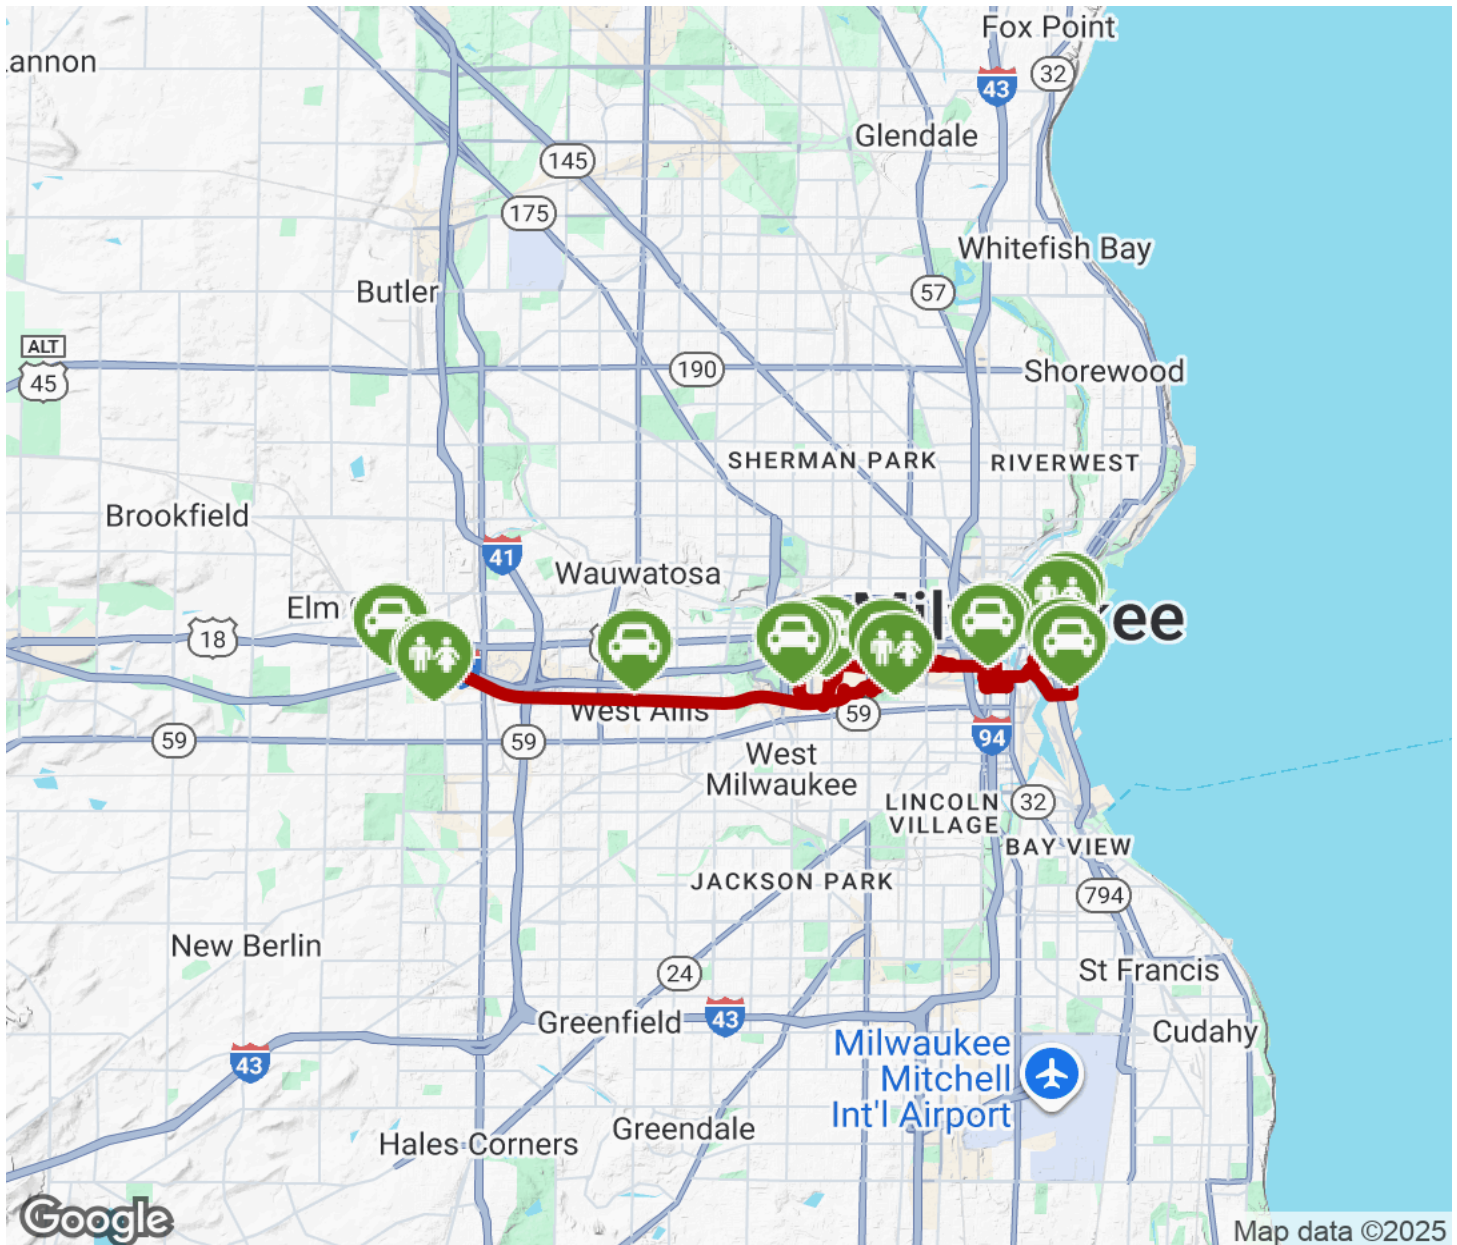 Fox Point
annon
32
43
Glendale
145
175
Whitefish Bay
Butler
57
ALT
45
190
Shorewood
SHERMAN PARK
RIVERWEST
Brookfield
41
Wauwatosa
Elm
Mil
ee
18
West Allis
59
59
59
94
West
Milwaukee
LINCOLN
VILLAGE
32
BAY VIEW
JACKSON PARK
794
New Berlin
24
St Francis
Greenfield
43
Cudahy
43
Milwaukee
Mitchell
Int'l Airport
Greendale
Hales Corners
Google
Map data ©2025